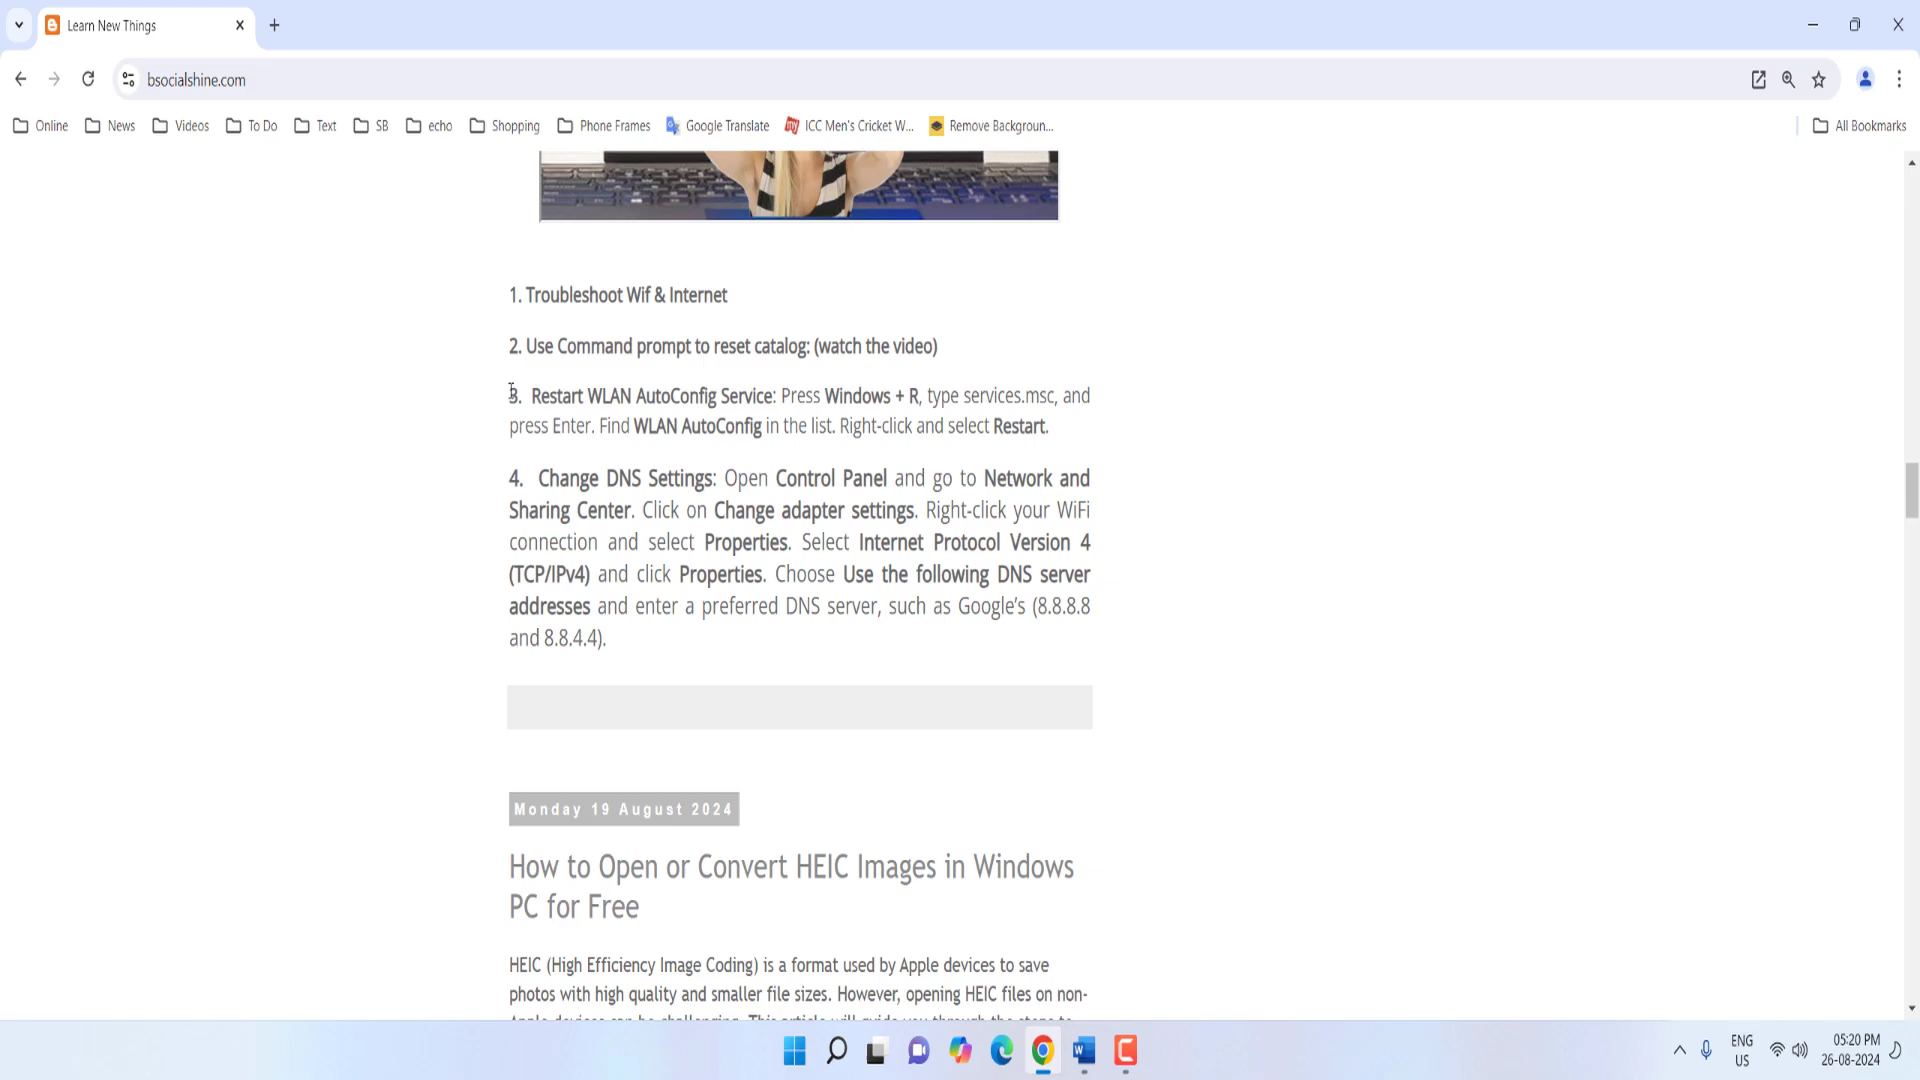 Learn New Things
bsocialshine.com
Online News Videos To Do Text SB echo Shopping Phone Frames Google Translate ICC Men's Cricket W... Remove Backgroun... All Bookmarks
1. Troubleshoot Wif & Internet
2. Use Command prompt to reset catalog: (watch the video)
3. Restart WLAN AutoConfig Service: Press Windows + R, type services.msc, and
press Enter. Find WLAN AutoConfig in the list. Right-click and select Restart.
4. Change DNS Settings: Open Control Panel and go to Network and
Sharing Center. Click on Change adapter settings. Right-click your WiFi
connection and select Properties. Select Internet Protocol Version 4
(TCP/IPv4) and click Properties. Choose Use the following DNS server
addresses and enter a preferred DNS server, such as Google’s (8.8.8.8
and 8.8.4.4).
Monday 19 August 2024
How to Open or Convert HEIC Images in Windows
PC for Free
HEIC (High Efficiency Image Coding) is a format used by Apple devices to save
photos with high quality and smaller file sizes. However, opening HEIC files on non-
Apple devices can be challenging. This article will guide you through the steps to
ENG
US
05:20 PM
26-08-2024